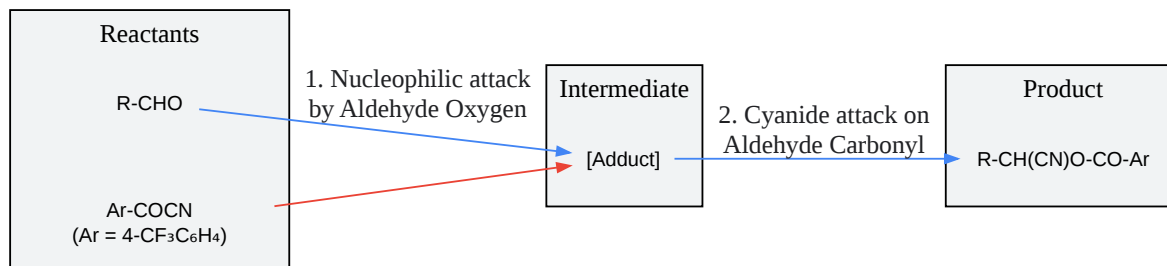 Reactants
R-CHO
Ar-COCN
(Ar = 4-CF₃C₆H₄)
1. Nucleophilic attack
by Aldehyde Oxygen
Intermediate
[Adduct]
2. Cyanide attack on
Aldehyde Carbonyl
Product
R-CH(CN)O-CO-Ar